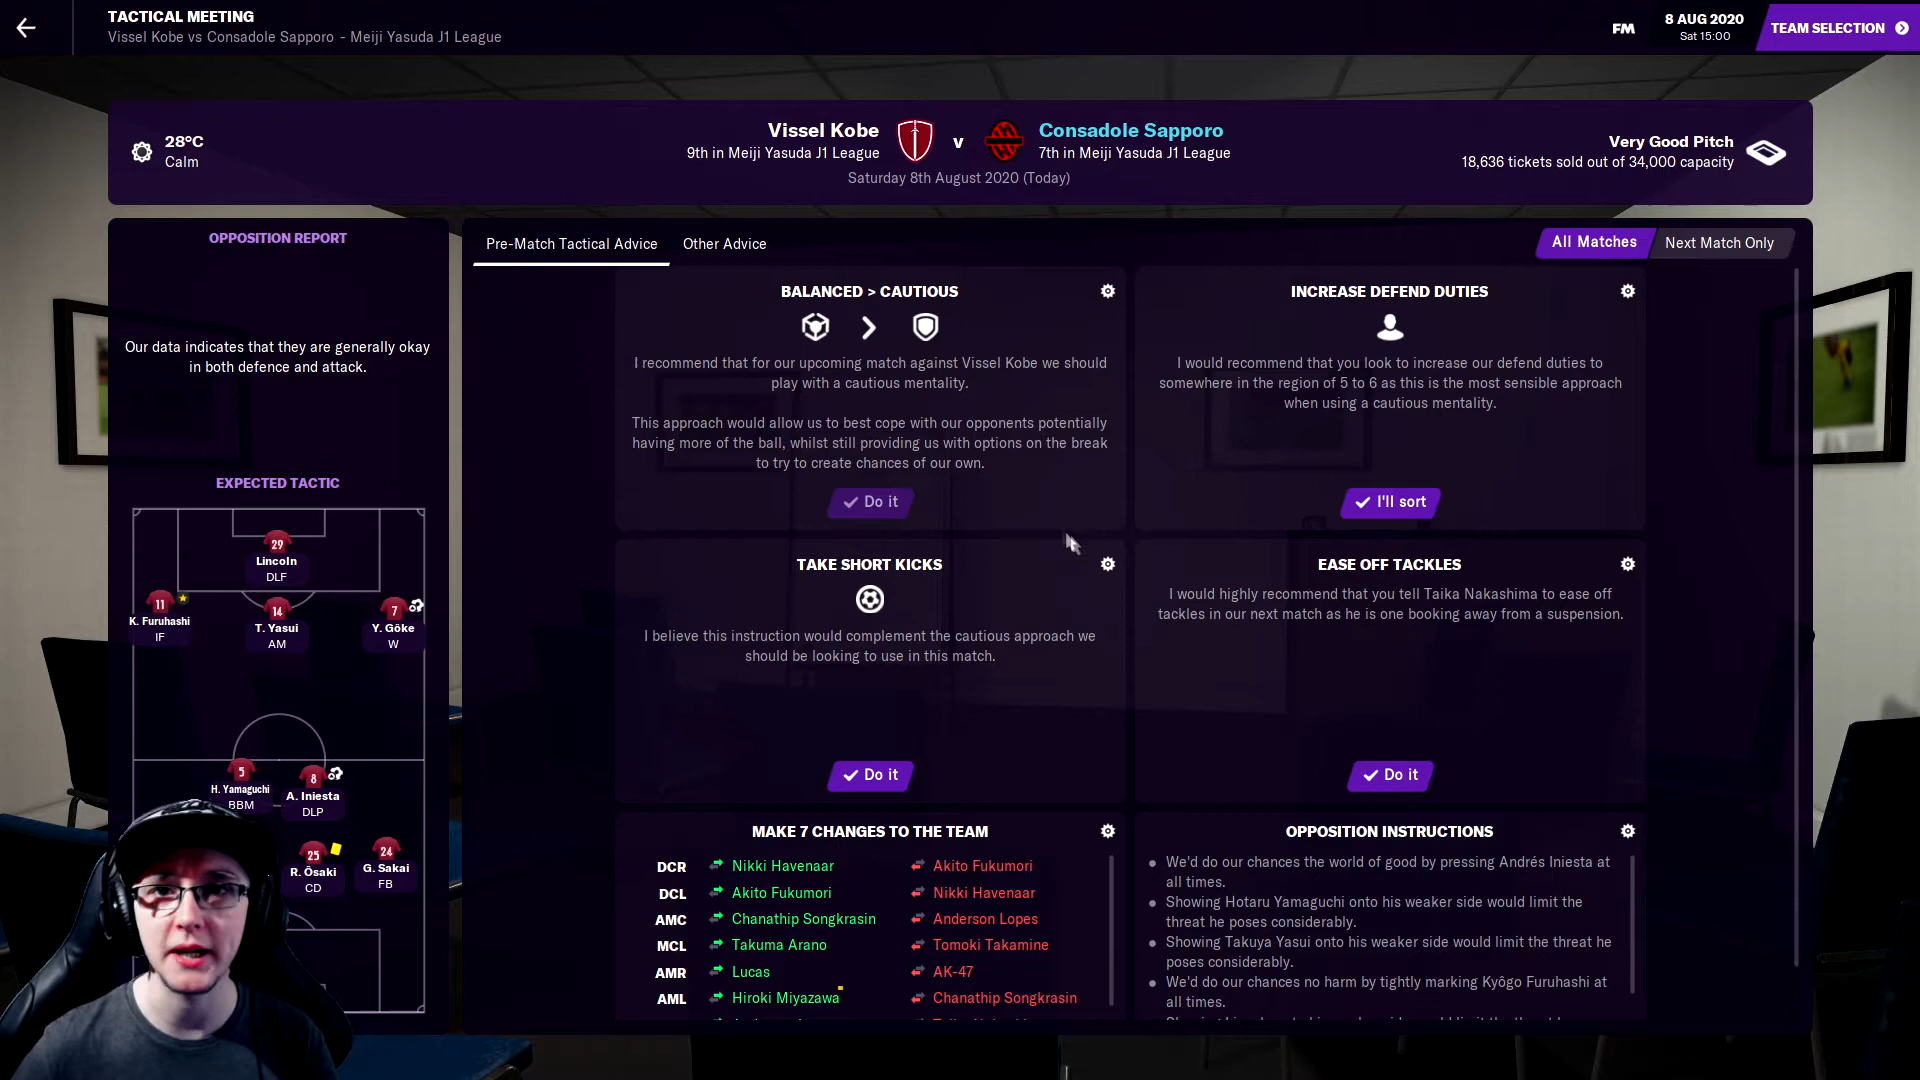 TACTICAL MEETING
Vissel Kobe vs Consadole Sapporo - Meiji Yasuda J1 League
FM
8 AUG 2020
Sat 15:00
TEAM SELECTION
28°C
Calm
Vissel Kobe
9th in Meiji Yasuda J1 League
v
Consadole Sapporo
7th in Meiji Yasuda J1 League
Saturday 8th August 2020 (Today)
Very Good Pitch
18,636 tickets sold out of 34,000 capacity
OPPOSITION REPORT
Our data indicates that they are generally okay
in both defence and attack.
EXPECTED TACTIC
29
Lincoln
DLF
11
K. Furuhashi
IF
14
T. Yasui
AM
7
Y. Gôke
W
5
H. Yamaguchi
BBM
8
A. Iniesta
DLP
25
R. Ôsaki
CD
24
G. Sakai
FB
Pre-Match Tactical Advice
Other Advice
All Matches
Next Match Only
BALANCED > CAUTIOUS
I recommend that for our upcoming match against Vissel Kobe we should
play with a cautious mentality.
This approach would allow us to best cope with our opponents potentially
having more of the ball, whilst still providing us with options on the break
to try to create chances of our own.
Do it
INCREASE DEFEND DUTIES
I would recommend that you look to increase our defend duties to
somewhere in the region of 5 to 6 as this is the most sensible approach
when using a cautious mentality.
I'll sort
TAKE SHORT KICKS
I believe this instruction would complement the cautious approach we
should be looking to use in this match.
Do it
EASE OFF TACKLES
I would highly recommend that you tell Taika Nakashima to ease off
tackles in our next match as he is one booking away from a suspension.
Do it
MAKE 7 CHANGES TO THE TEAM
DCR Nikki Havenaar Akito Fukumori
DCL Akito Fukumori Nikki Havenaar
AMC Chanathip Songkrasin Anderson Lopes
MCL Takuma Arano Tomoki Takamine
AMR Lucas AK-47
AML Hiroki Miyazawa Chanathip Songkrasin
OPPOSITION INSTRUCTIONS
We'd do our chances the world of good by pressing Andrés Iniesta at
all times.
Showing Hotaru Yamaguchi onto his weaker side would limit the
threat he poses considerably.
Showing Takuya Yasui onto his weaker side would limit the threat he
poses considerably.
We'd do our chances no harm by tightly marking Kyôgo Furuhashi at
all times.